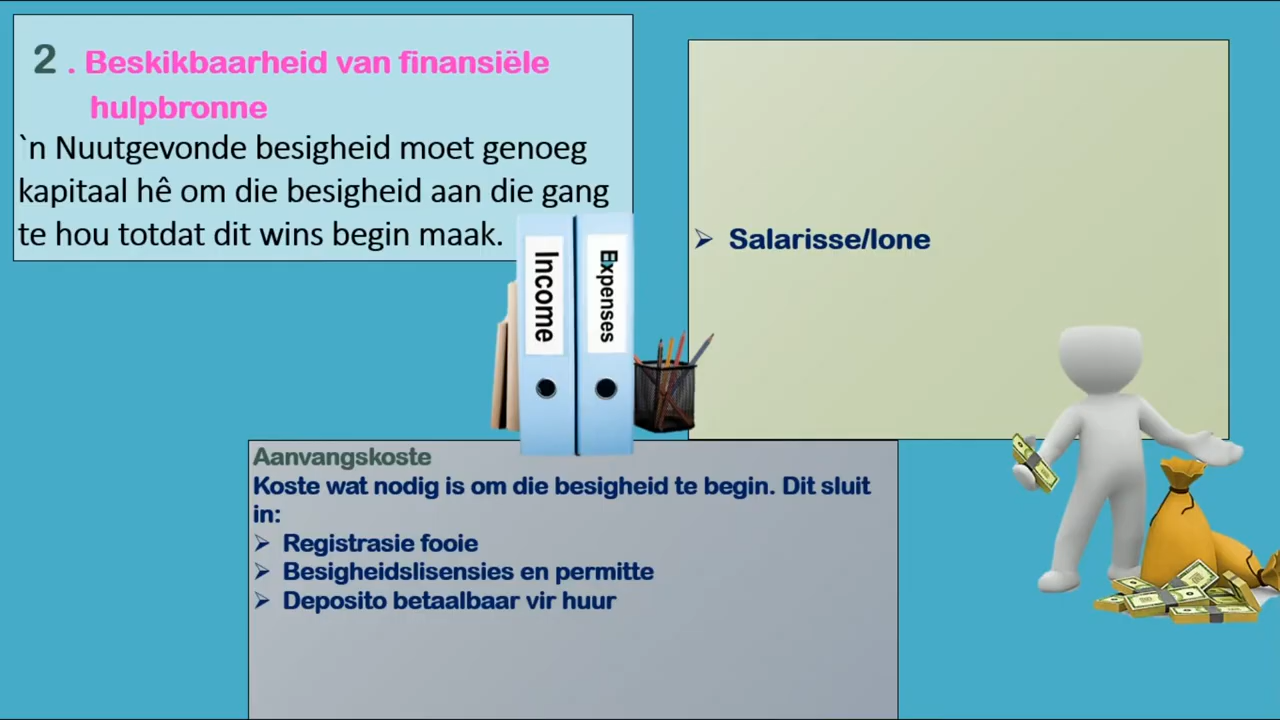 2 . Beskikbaarheid van finansiële
hulpbronne
`n Nuutgevonde besigheid moet genoeg
kapitaal hê om die besigheid aan die gang
te hou totdat dit wins begin maak.
Income
Expenses
➢ Salarisse/lone
Aanvangskoste
Koste wat nodig is om die besigheid te begin. Dit sluit
in:
➢ Registrasie fooie
➢ Besigheidslisensies en permitte
➢ Deposito betaalbaar vir huur